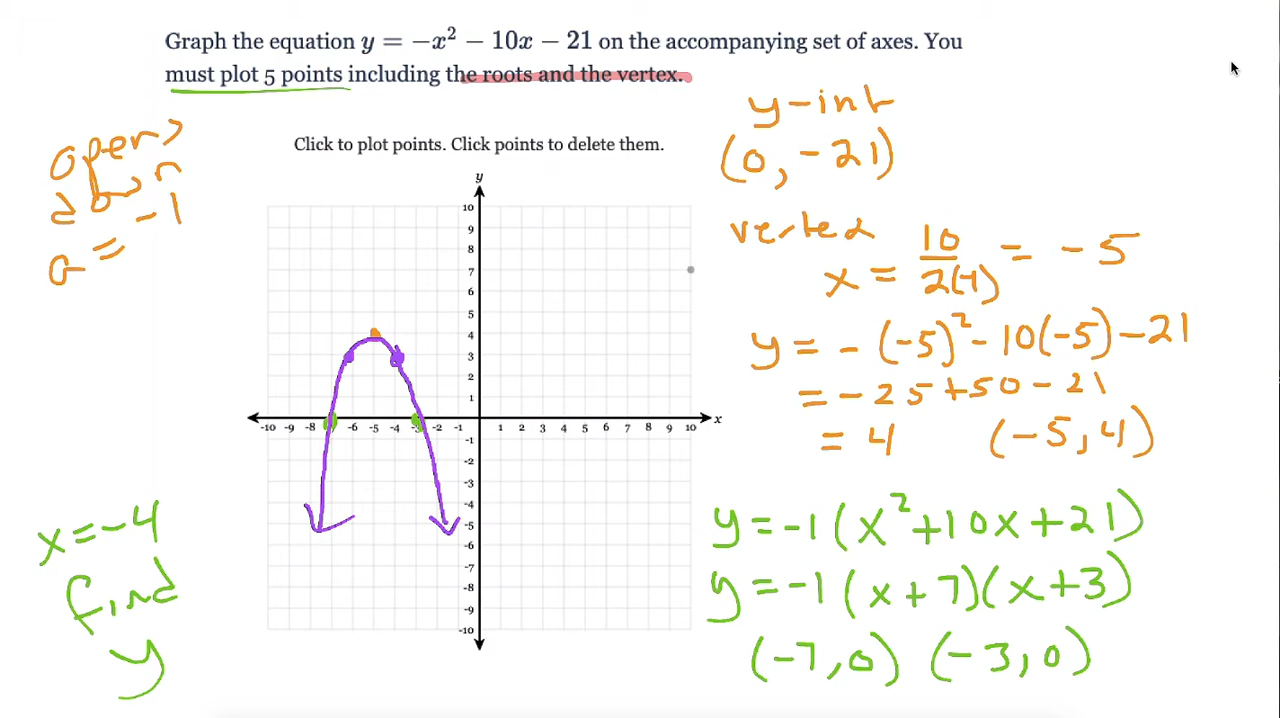 Graph the equation y = −x² − 10x − 21 on the accompanying set of axes. You
must plot 5 points including the roots and the vertex.
Click to plot points. Click points to delete them.
opens
down
a = -1
y-int
(0, -21)
vertex
x = 10/2(-1) = -5
y = -(-5)² - 10(-5) - 21
= -25 + 50 - 21
= 4 (-5, 4)
y = -1(x² + 10x + 21)
y = -1(x + 7)(x + 3)
(-7, 0) (-3, 0)
x = -4
find
y
y
10
9
8
7
6
5
4
3
2
1
-10 -9 -8 -6 -5 -4 -3 -2 -1 1 2 3 4 5 6 7 8 9 10 x
-1
-2
-3
-4
-5
-6
-7
-8
-9
-10